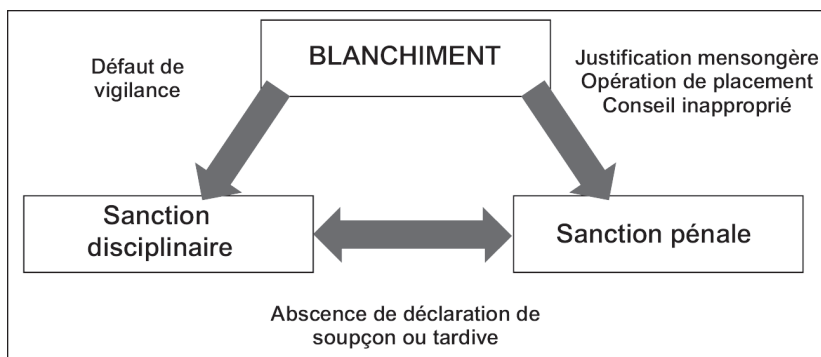 BLANCHIMENT
Défaut de
vigilance
Justification mensongère
Opération de placement
Conseil inapproprié
Sanction
disciplinaire
Sanction pénale
Abscence de déclaration de
soupçon ou tardive